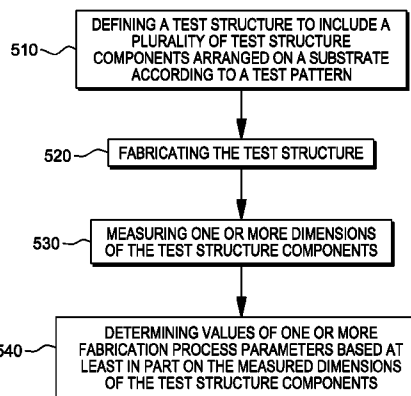 510
DEFINING A TEST STRUCTURE TO INCLUDE A
PLURALITY OF TEST STRUCTURE
COMPONENTS ARRANGED ON A SUBSTRATE
ACCORDING TO A TEST PATTERN
520
FABRICATING THE TEST STRUCTURE
530
MEASURING ONE OR MORE DIMENSIONS
OF THE TEST STRUCTURE COMPONENTS
540
DETERMINING VALUES OF ONE OR MORE
FABRICATION PROCESS PARAMETERS BASED AT
LEAST IN PART ON THE MEASURED DIMENSIONS
OF THE TEST STRUCTURE COMPONENTS